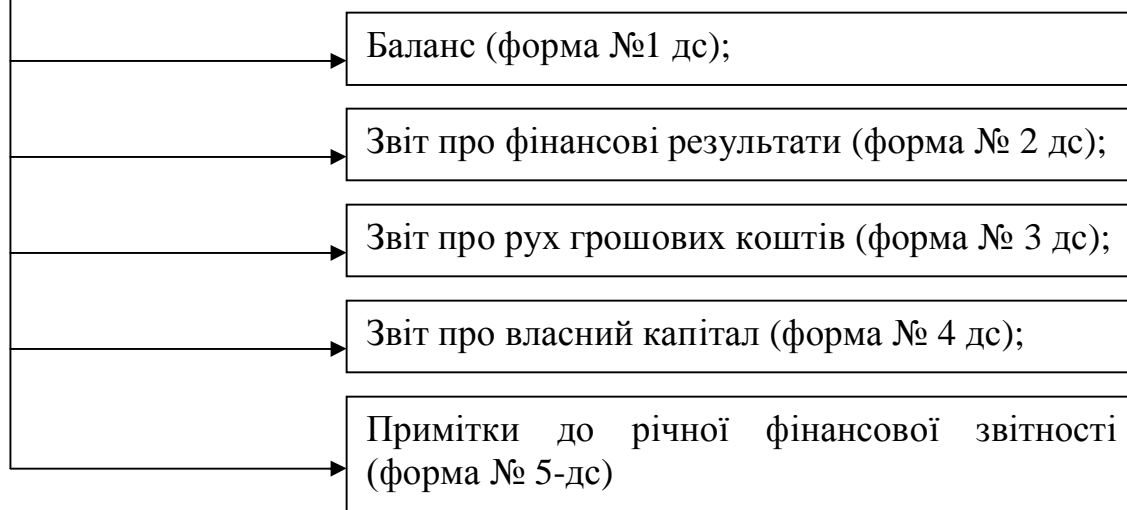 Баланс (форма №1 дс);
Звіт про фінансові результати (форма № 2 дс);
Звіт про рух грошових коштів (форма № 3 дс);
Звіт про власний капітал (форма № 4 дс);
Примітки до річної фінансової звітності
(форма № 5-дс)